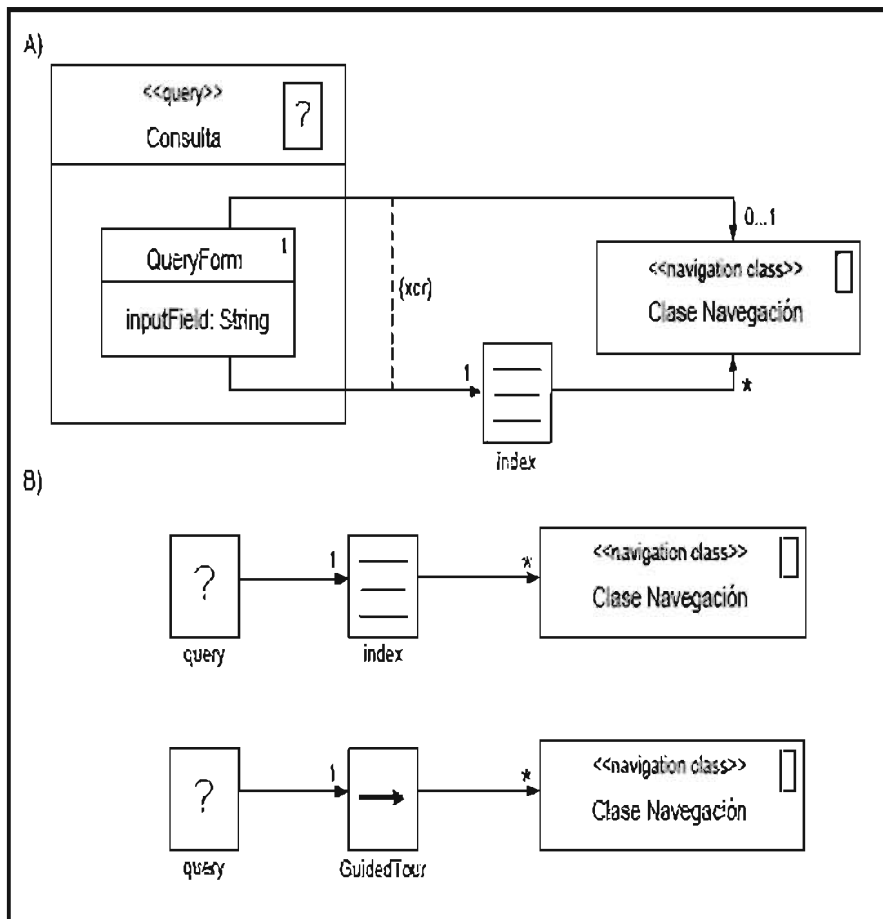 A)
<<query>>
?
Consulta
QueryForm
1
inputField: String
{xor}
0...1
<<navigation class>>
Clase Navegación
1
*
index
B)
?
1
*
<<navigation class>>
Clase Navegación
query
index
?
1
*
<<navigation class>>
Clase Navegación
query
GuidedTour